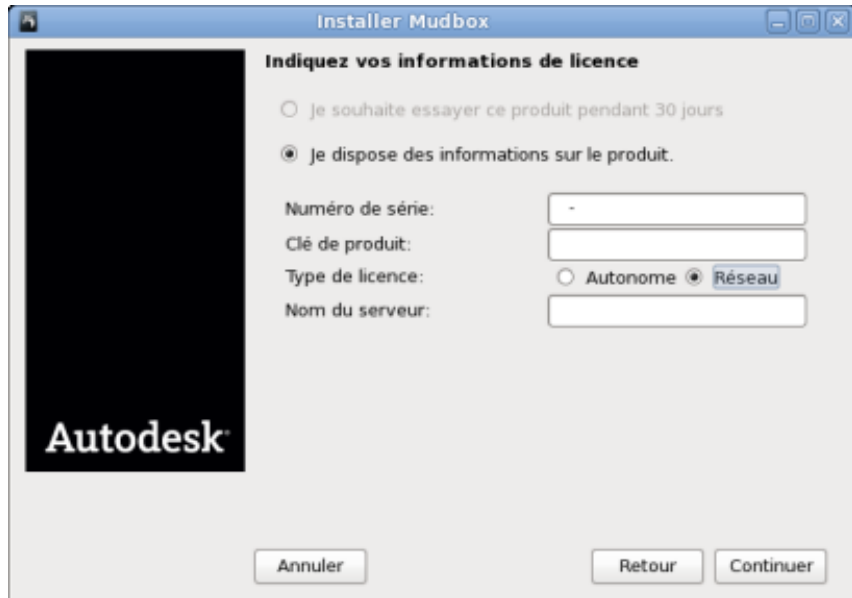 Installer Mudbox
Indiquez vos informations de licence
Je souhaite essayer ce produit pendant 30 jours
Je dispose des informations sur le produit.
Numéro de série: -
Clé de produit:
Type de licence: Autonome Réseau
Nom du serveur:
Autodesk
Annuler Retour Continuer